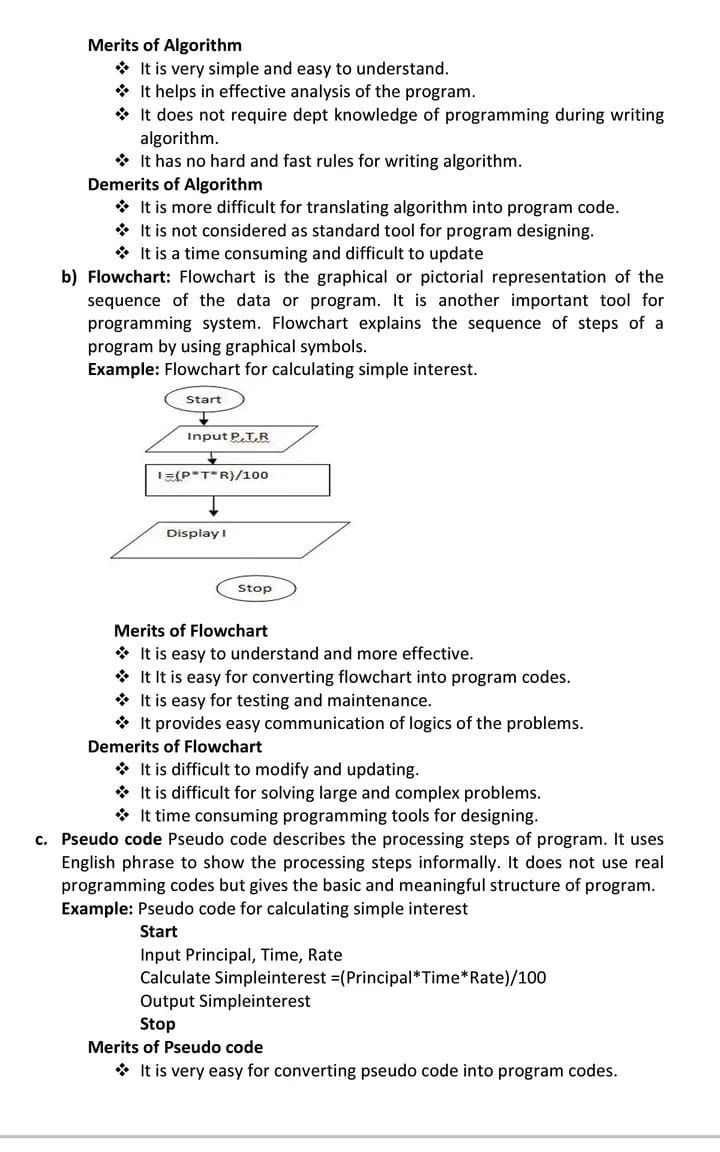 Merits of Algorithm
❖ It is very simple and easy to understand.
❖ It helps in effective analysis of the program.
❖ It does not require dept knowledge of programming during writing
algorithm.
❖ It has no hard and fast rules for writing algorithm.
Demerits of Algorithm
❖ It is more difficult for translating algorithm into program code.
❖ It is not considered as standard tool for program designing.
❖ It is a time consuming and difficult to update
b) Flowchart: Flowchart is the graphical or pictorial representation of the
sequence of the data or program. It is another important tool for
programming system. Flowchart explains the sequence of steps of a
program by using graphical symbols.
Example: Flowchart for calculating simple interest.
Start
Input P,T,R
I=(P*T*R)/100
Display I
Stop
Merits of Flowchart
❖ It is easy to understand and more effective.
❖ It It is easy for converting flowchart into program codes.
❖ It is easy for testing and maintenance.
❖ It provides easy communication of logics of the problems.
Demerits of Flowchart
❖ It is difficult to modify and updating.
❖ It is difficult for solving large and complex problems.
❖ It time consuming programming tools for designing.
c. Pseudo code Pseudo code describes the processing steps of program. It uses
English phrase to show the processing steps informally. It does not use real
programming codes but gives the basic and meaningful structure of program.
Example: Pseudo code for calculating simple interest
Start
Input Principal, Time, Rate
Calculate Simpleinterest =(Principal*Time*Rate)/100
Output Simpleinterest
Stop
Merits of Pseudo code
❖ It is very easy for converting pseudo code into program codes.